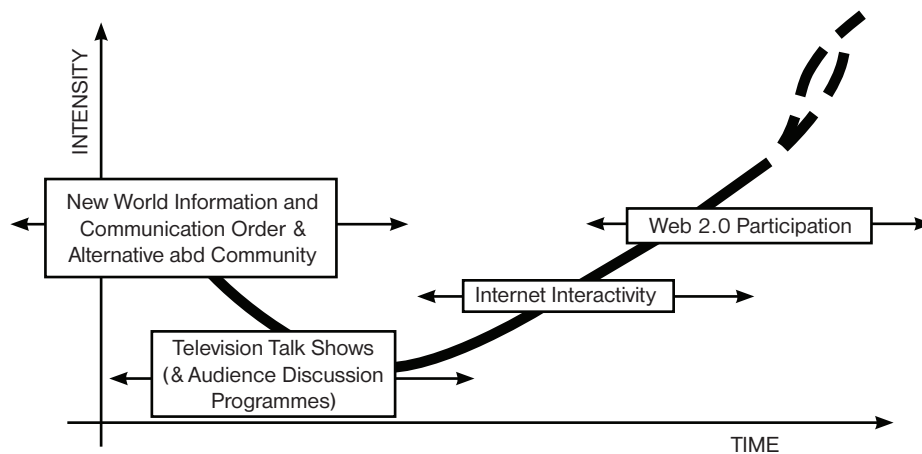 INTENSITY
New World Information and
Communication Order &
Alternative abd Community
Web 2.0 Participation
Internet Interactivity
Television Talk Shows
(& Audience Discussion
Programmes)
TIME